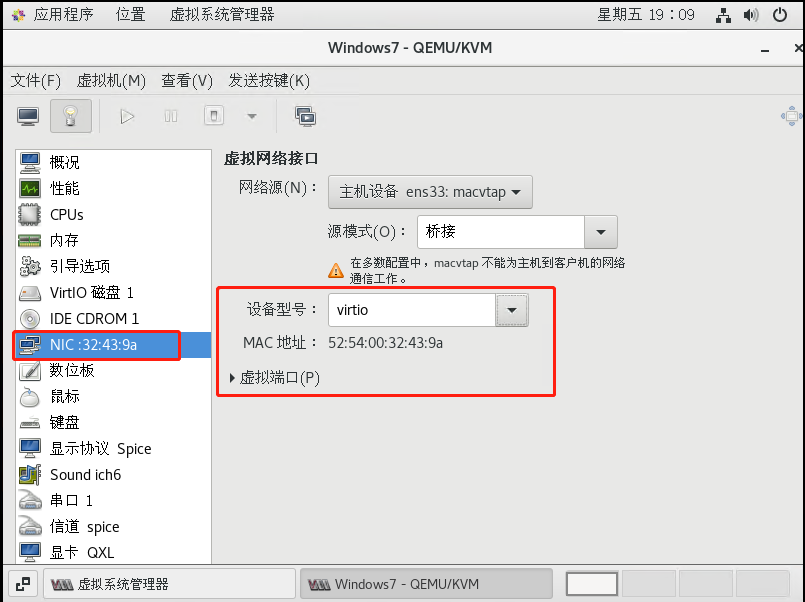 应用程序 位置 虚拟系统管理器 星期五 19：09
Windows7 - QEMU/KVM
文件(F) 虚拟机(M) 查看(V) 发送按键(K)
概况
性能
CPUs
内存
引导选项
VirtIO 磁盘 1
IDE CDROM 1
NIC :32:43:9a
数位板
鼠标
键盘
显示协议 Spice
Sound ich6
串口 1
信道 spice
显卡 QXL
虚拟网络接口
网络源(N)： 主机设备 ens33: macvtap
源模式(O)： 桥接
在多数配置中，macvtap 不能为主机到客户机的网络
通信工作。
设备型号： virtio
MAC 地址： 52:54:00:32:43:9a
虚拟端口(P)
虚拟系统管理器 Windows7 - QEMU/KVM